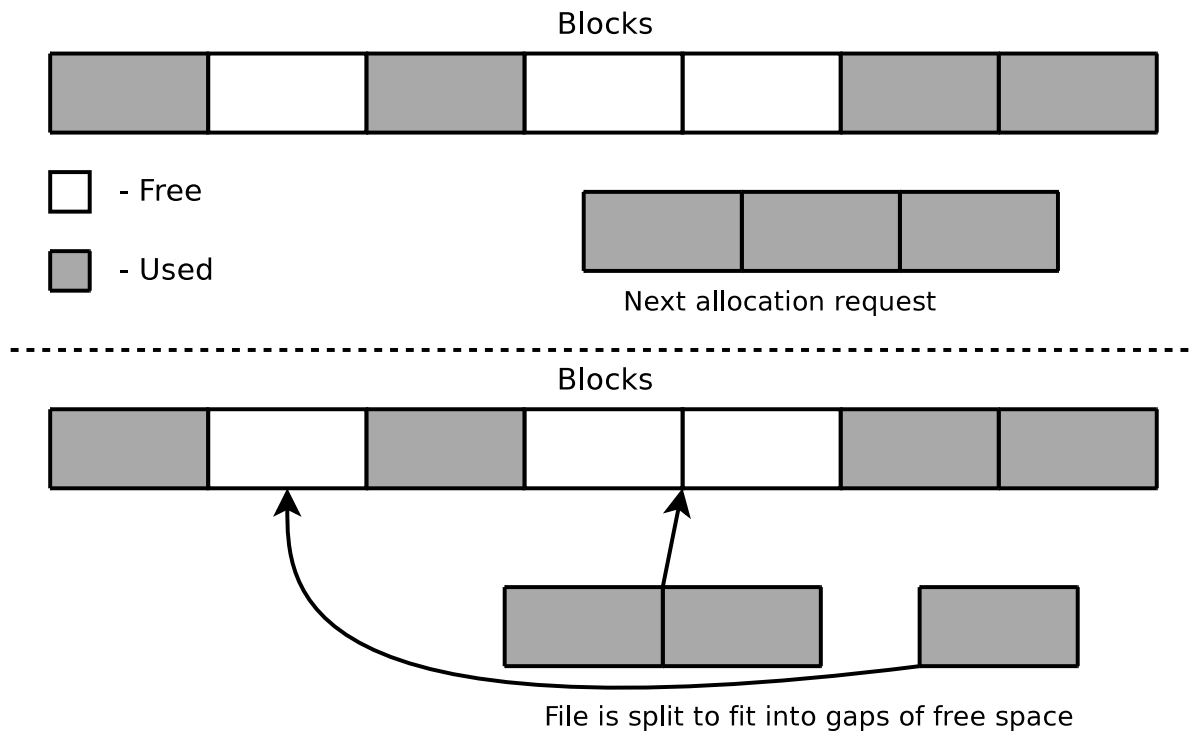 Blocks
- Free
- Used
Next allocation request
Blocks
File is split to fit into gaps of free space